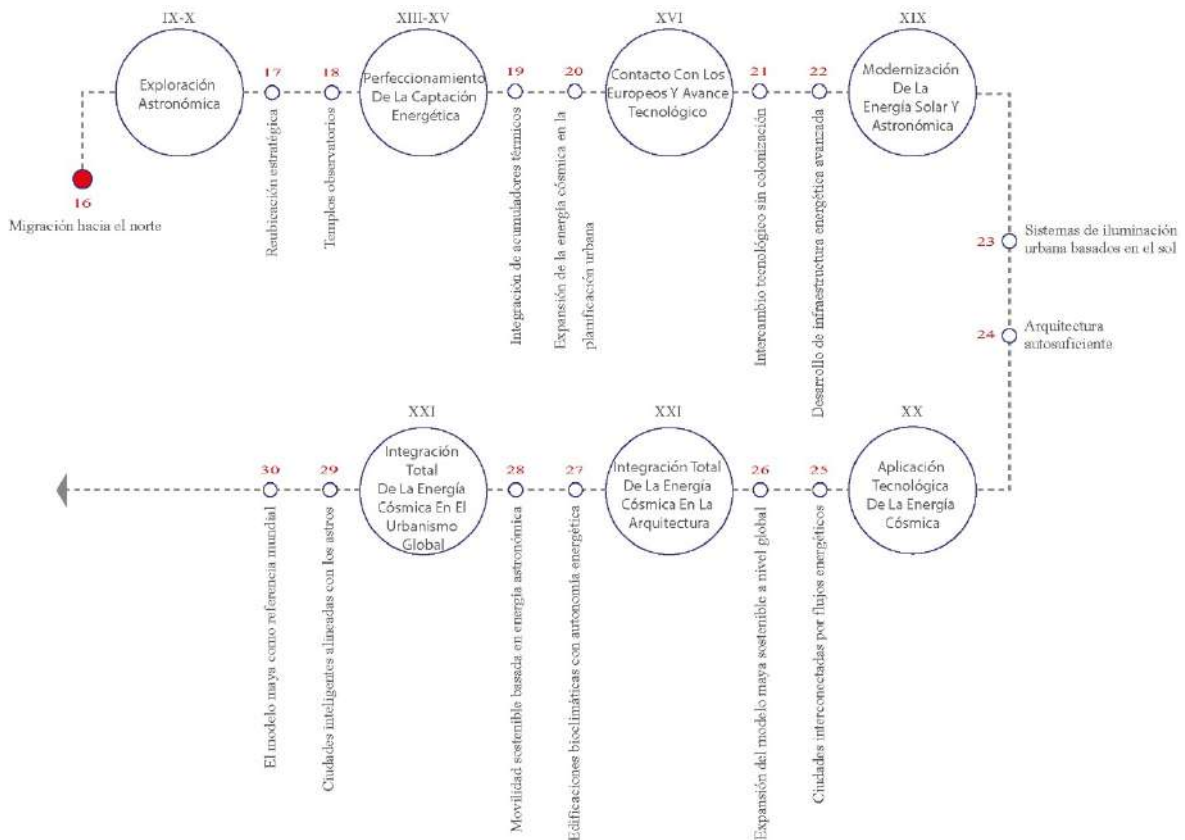 IX-X
Exploración
Astronómica
16
Migración hacia el norte
17
Reubicación estratégica
18
Templos observatorios
XIII-XV
Perfeccionamiento
De La Captación
Energética
19
Integración de acumuladores térmicos
20
Expansión de la energía cósmica en la
planificación urbana
XVI
Contacto Con Los
Europeos Y Avance
Tecnológico
21
Intercambio tecnológico sin colonización
22
Desarrollo de infraestructura energética avanzada
XIX
Modernización
De La
Energía Solar Y
Astronómica
23
Sistemas de iluminación
urbana basados en el sol
24
Arquitectura
autosuficiente
XX
Aplicación
Tecnológica
De La Energía
Cósmica
25
Ciudades interconectadas por flujos energéticos
26
Expansión del modelo maya sostenible a nivel global
XXI
Integración Total
De La Energía
Cósmica En La
Arquitectura
27
Edificaciones bioclimáticas con autonomía energética
28
Movilidad sostenible basada en energía astronómica
XXI
Integración
Total
De La Energía
Cósmica En El
Urbanismo
Global
29
Ciudades inteligentes alineadas con los astros
30
El modelo maya como referencia mundial